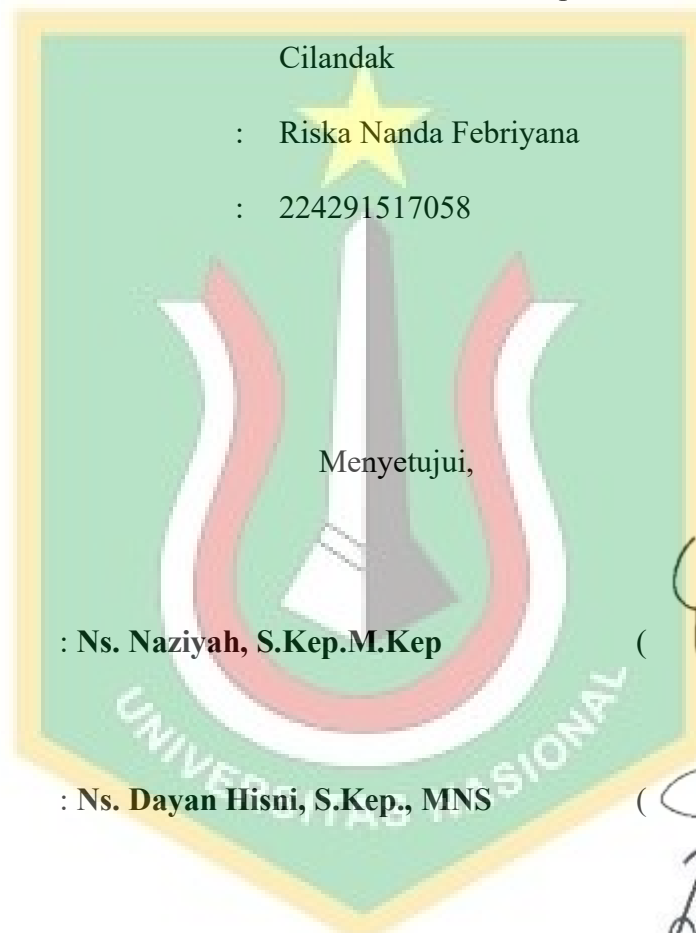 Cilandak
: Riska Nanda Febriyana
: 224291517058
Menyetujui,
: Ns. Naziyah, S.Kep.M.Kep (
: Ns. Dayan Hisni, S.Kep., MNS (
UNIVERSITAS NASIONAL